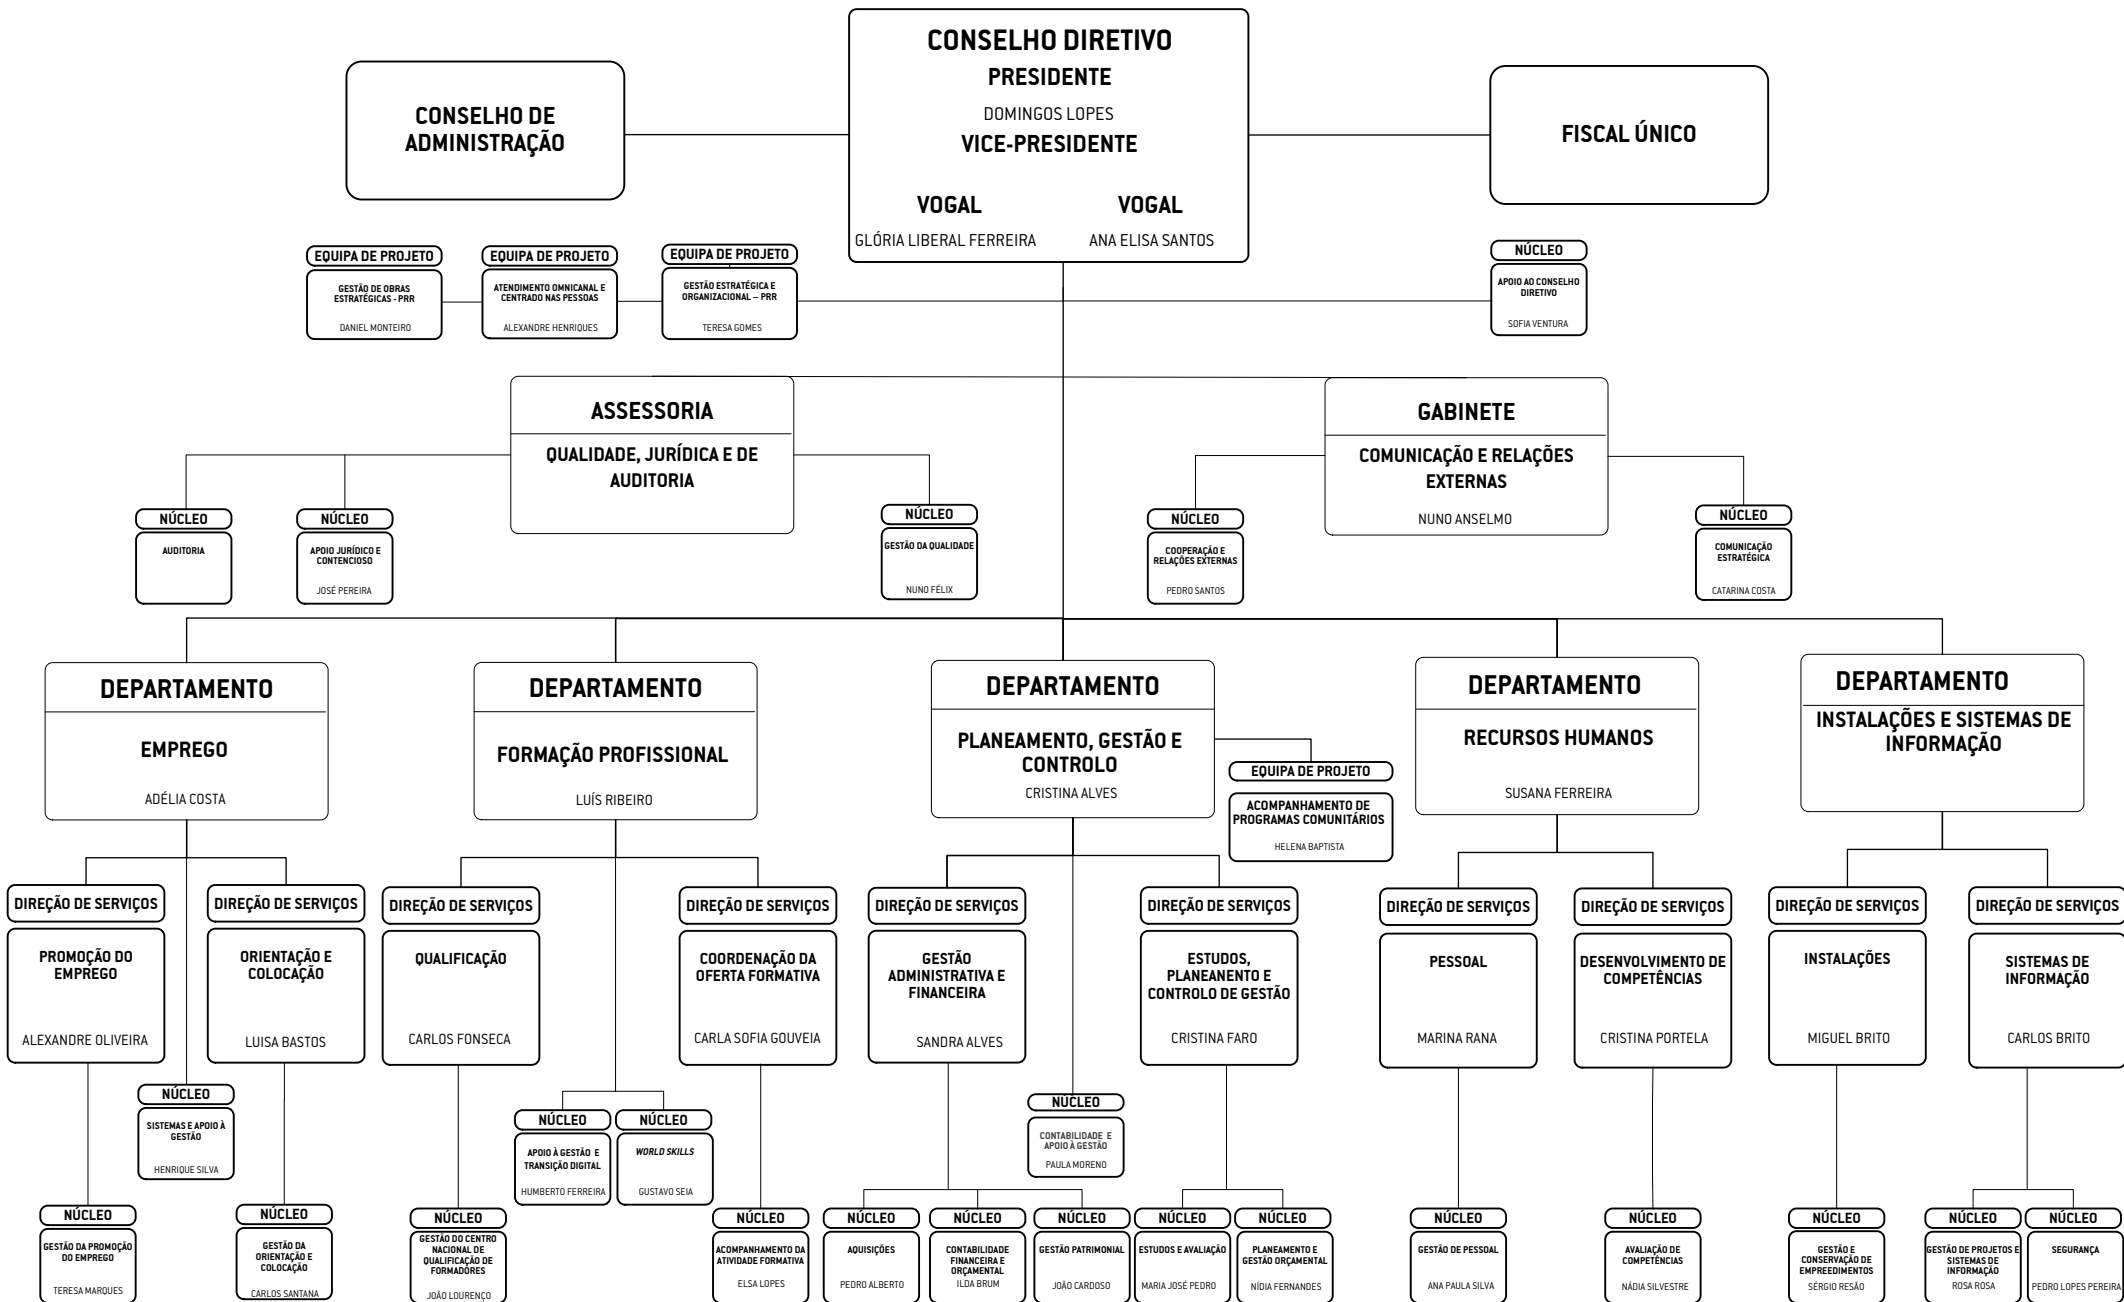 CONSELHO DIRETIVO
PRESIDENTE
DOMINGOS LOPES
VICE-PRESIDENTE
VOGAL
GLÓRIA LIBERAL FERREIRA
VOGAL
ANA ELISA SANTOS
CONSELHO DE
ADMINISTRAÇÃO
FISCAL ÚNICO
EQUIPA DE PROJETO
GESTÃO DE OBRAS
ESTRATÉGICAS - PRR
DANIEL MONTEIRO
EQUIPA DE PROJETO
ATENDIMENTO OMNICANAL E
CENTRADO NAS PESSOAS
ALEXANDRE HENRIQUES
EQUIPA DE PROJETO
GESTÃO ESTRATÉGICA E
ORGANIZACIONAL – PRR
TERESA GOMES
NÚCLEO
APOIO AO CONSELHO
DIRETIVO
SOFIA VENTURA
ASSESSORIA
QUALIDADE, JURÍDICA E DE
AUDITORIA
GABINETE
COMUNICAÇÃO E RELAÇÕES
EXTERNAS
NUNO ANSELMO
NÚCLEO
AUDITORIA
NÚCLEO
APOIO JURÍDICO E
CONTENCIOSO
JOSÉ PEREIRA
NÚCLEO
GESTÃO DA QUALIDADE
NUNO FÉLIX
NÚCLEO
COOPERAÇÃO E
RELAÇÕES EXTERNAS
PEDRO SANTOS
NÚCLEO
COMUNICAÇÃO
ESTRATÉGICA
CATARINA COSTA
DEPARTAMENTO
EMPREGO
ADÉLIA COSTA
DEPARTAMENTO
FORMAÇÃO PROFISSIONAL
LUÍS RIBEIRO
DEPARTAMENTO
PLANEAMENTO, GESTÃO E
CONTROLO
CRISTINA ALVES
EQUIPA DE PROJETO
ACOMPANHAMENTO DE
PROGRAMAS COMUNITÁRIOS
HELENA BAPTISTA
DEPARTAMENTO
RECURSOS HUMANOS
SUSANA FERREIRA
DEPARTAMENTO
INSTALAÇÕES E SISTEMAS DE
INFORMAÇÃO
DIREÇÃO DE SERVIÇOS
PROMOÇÃO DO
EMPREGO
ALEXANDRE OLIVEIRA
DIREÇÃO DE SERVIÇOS
ORIENTAÇÃO E
COLOCAÇÃO
LUISA BASTOS
DIREÇÃO DE SERVIÇOS
QUALIFICAÇÃO
CARLOS FONSECA
DIREÇÃO DE SERVIÇOS
COORDENAÇÃO DA
OFERTA FORMATIVA
CARLA SOFIA GOUVEIA
DIREÇÃO DE SERVIÇOS
GESTÃO
ADMINISTRATIVA E
FINANCEIRA
SANDRA ALVES
DIREÇÃO DE SERVIÇOS
ESTUDOS,
PLANEANENTO E
CONTROLO DE GESTÃO
CRISTINA FARO
DIREÇÃO DE SERVIÇOS
PESSOAL
MARINA RANA
DIREÇÃO DE SERVIÇOS
DESENVOLVIMENTO DE
COMPETÊNCIAS
CRISTINA PORTELA
DIREÇÃO DE SERVIÇOS
INSTALAÇÕES
MIGUEL BRITO
DIREÇÃO DE SERVIÇOS
SISTEMAS DE
INFORMAÇÃO
CARLOS BRITO
NÚCLEO
SISTEMAS E APOIO À
GESTÃO
HENRIQUE SILVA
NÚCLEO
APOIO À GESTÃO E
TRANSIÇÃO DIGITAL
HUMBERTO FERREIRA
NÚCLEO
WORLD SKILLS
GUSTAVO SEIA
NÚCLEO
CONTABILIDADE E
APOIO À GESTÃO
PAULA MORENO
NÚCLEO
GESTÃO DA PROMOÇÃO
DO EMPREGO
TERESA MARQUES
NÚCLEO
GESTÃO DA
ORIENTAÇÃO E
COLOCAÇÃO
CARLOS SANTANA
NÚCLEO
GESTÃO DO CENTRO
NACIONAL DE
QUALIFICAÇÃO DE
FORMADORES
JOÃO LOURENÇO
NÚCLEO
ACOMPANHAMENTO DA
ATIVIDADE FORMATIVA
ELSA LOPES
NÚCLEO
AQUISIÇÕES
PEDRO ALBERTO
NÚCLEO
CONTABILIDADE
FINANCEIRA E
ORÇAMENTAL
ILDA BRUM
NÚCLEO
GESTÃO PATRIMONIAL
JOÃO CARDOSO
NÚCLEO
ESTUDOS E AVALIAÇÃO
MARIA JOSÉ PEDRO
NÚCLEO
PLANEAMENTO E
GESTÃO ORÇAMENTAL
NÍDIA FERNANDES
NÚCLEO
GESTÃO DE PESSOAL
ANA PAULA SILVA
NÚCLEO
AVALIAÇÃO DE
COMPETÊNCIAS
NÁDIA SILVESTRE
NÚCLEO
GESTÃO E
CONSERVAÇÃO DE
EMPREEDIMENTOS
SÉRGIO RESÃO
NÚCLEO
GESTÃO DE PROJETOS E
SISTEMAS DE
INFORMAÇÃO
ROSA ROSA
NÚCLEO
SEGURANÇA
PEDRO LOPES PEREIRA